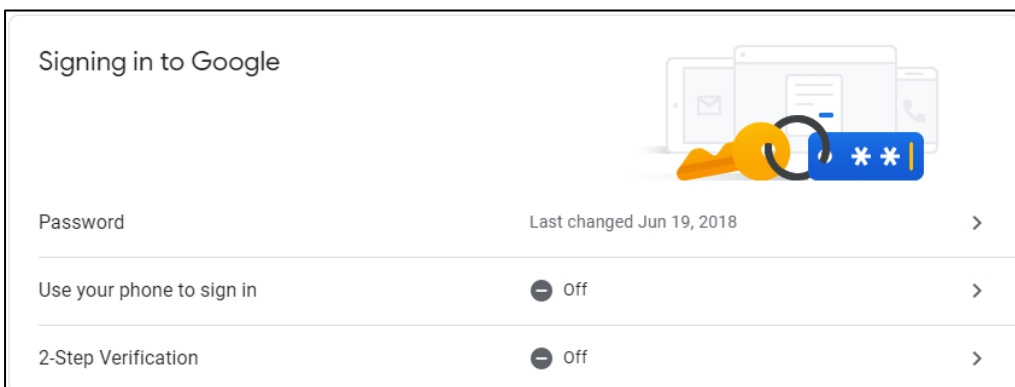 Signing in to Google
**
Password Last changed Jun 19, 2018
Use your phone to sign in Off
2-Step Verification Off